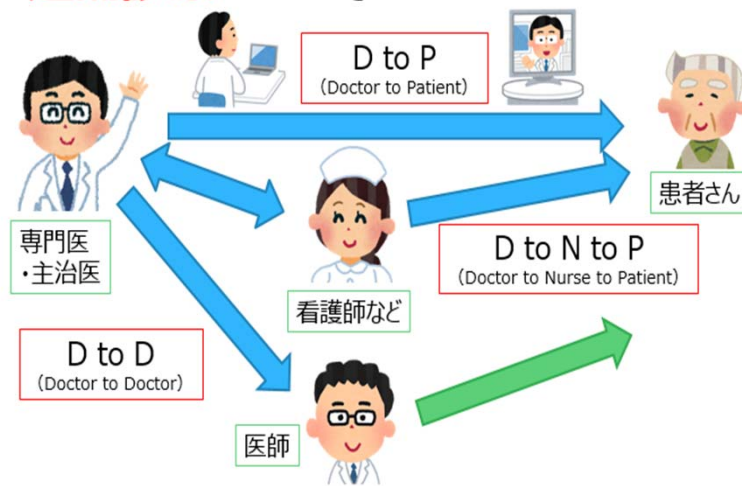 D to P
(Doctor to Patient)
患者さん
専門医
・主治医
看護師など
D to N to P
(Doctor to Nurse to Patient)
D to D
(Doctor to Doctor)
医師